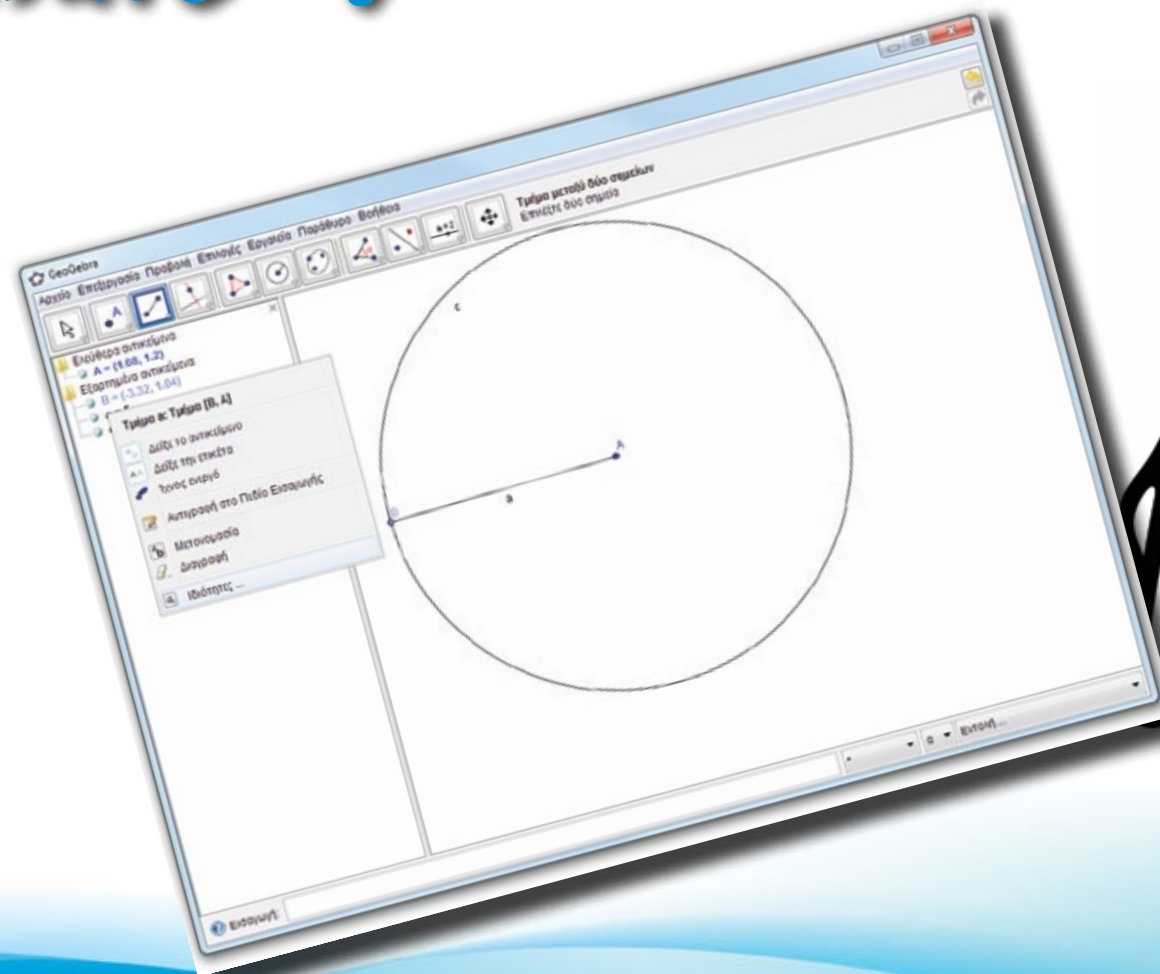 GeoGebra
Αρχείο Επεξεργασία Προβολή Επιλογές Εργαλεία Παράθυρο Βοήθεια
Τμήμα μεταξύ δύο σημείων
Επιλέξτε δύο σημεία
Ελεύθερα αντικείμενα
A = (1.08, 1.2)
Εξαρτημένα αντικείμενα
B = (-3.32, 1.04)
Τμήμα a: Τμήμα [B, A]
Δείξε το αντικείμενο
Δείξε την ετικέτα
Ίχνος ενεργό
Αντιγραφή στο Πεδίο Εισαγωγής
Μετονομασία
Διαγραφή
Ιδιότητες ...
c
A
a
B
α
Εντολή ...
Εισαγωγή: